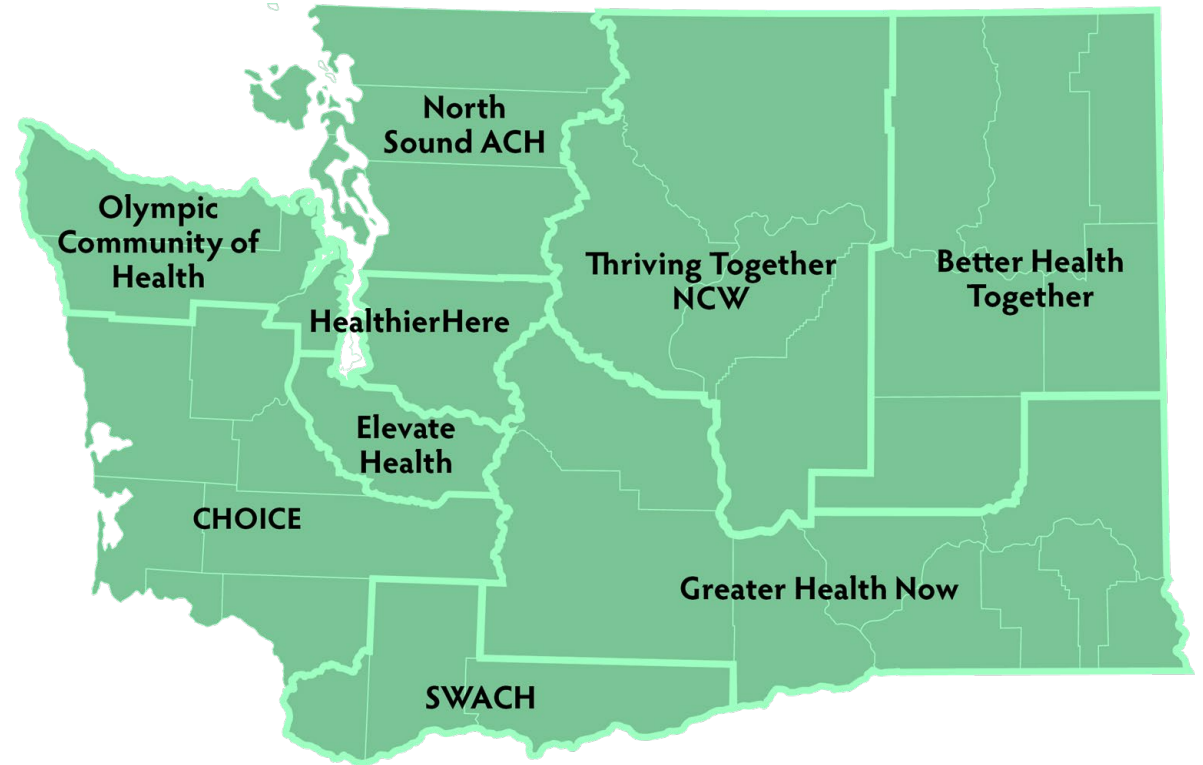 North
Sound ACH
Olympic
Community of
Health
Thriving Together
NCW
Better Health
Together
HealthierHere
Elevate
Health
CHOICE
Greater Health Now
SWACH